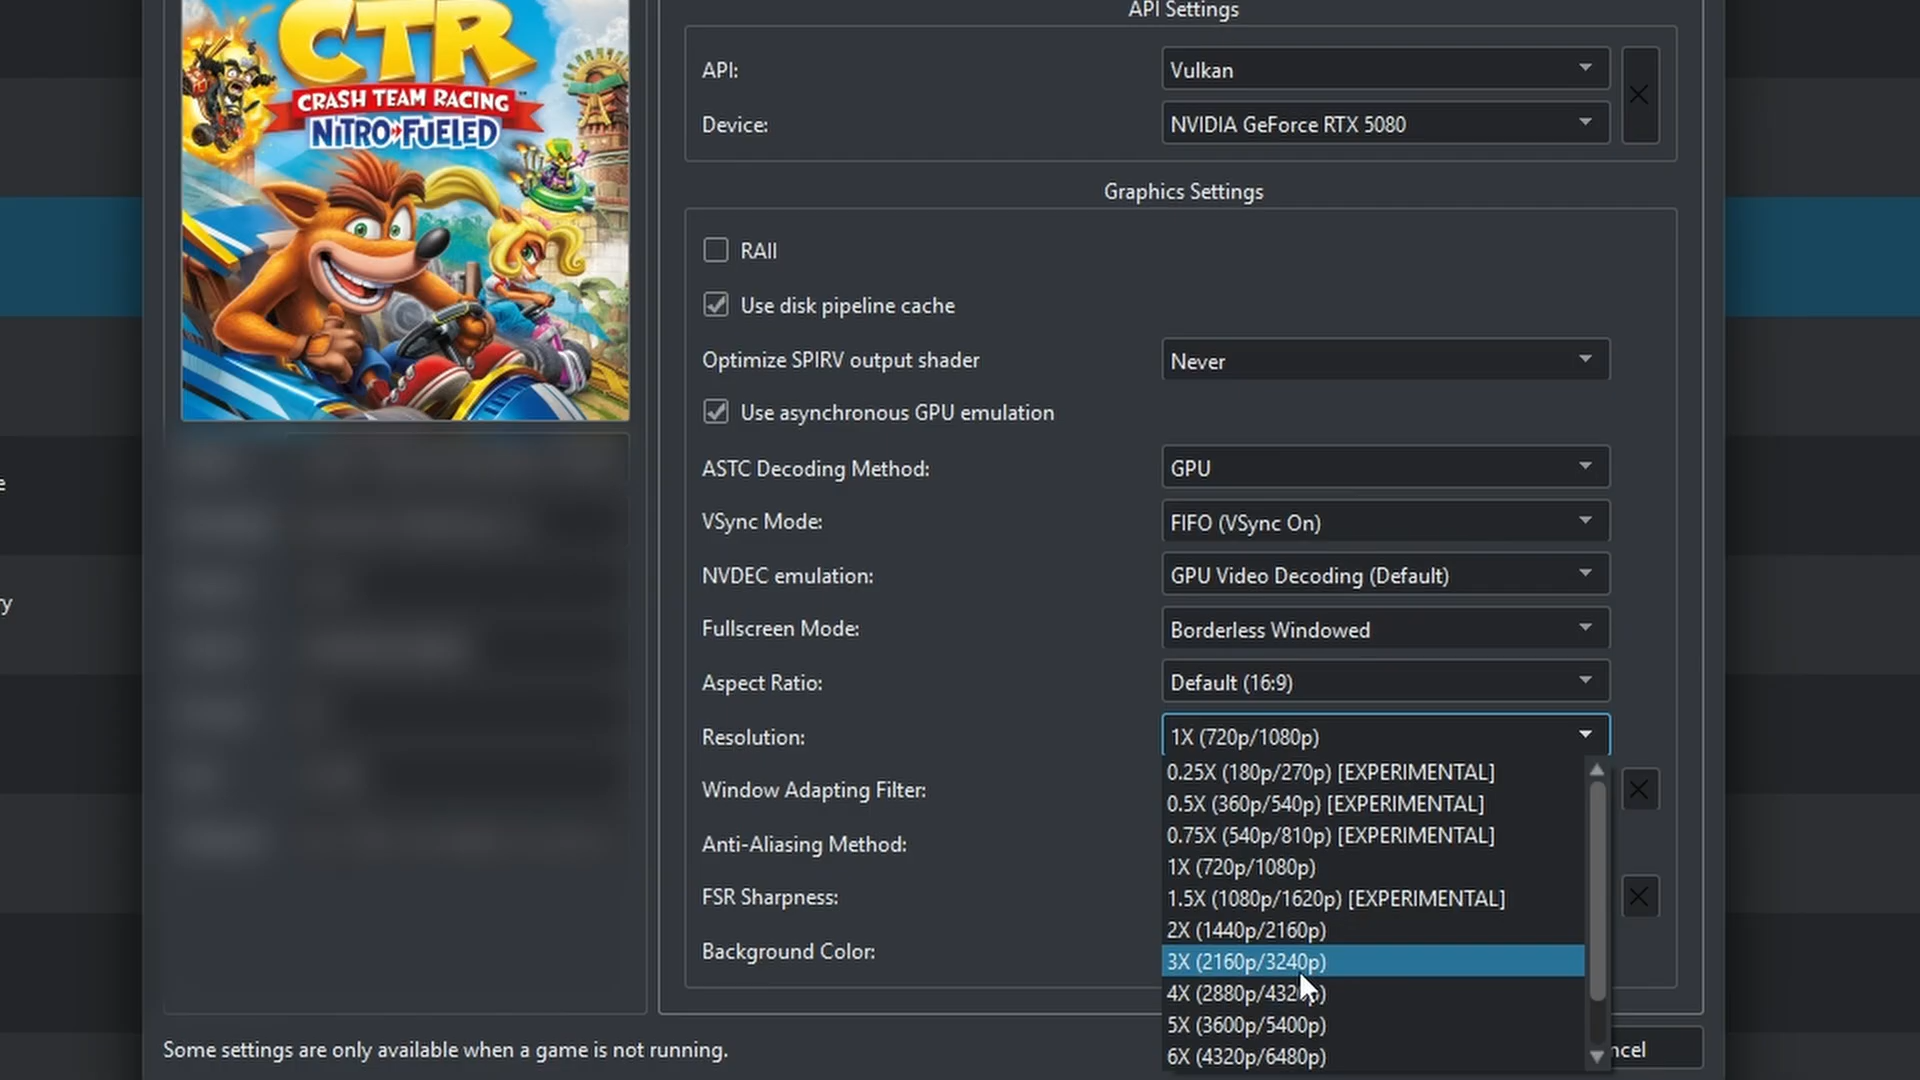 CTR
CRASH TEAM RACING
NITRO FUELED
API Settings
API:
Vulkan
Device:
NVIDIA GeForce RTX 5080
Graphics Settings
RAII
Use disk pipeline cache
Optimize SPIRV output shader
Never
Use asynchronous GPU emulation
ASTC Decoding Method:
GPU
VSync Mode:
FIFO (VSync On)
NVDEC emulation:
GPU Video Decoding (Default)
Fullscreen Mode:
Borderless Windowed
Aspect Ratio:
Default (16:9)
Resolution:
1X (720p/1080p)
0.25X (180p/270p) [EXPERIMENTAL]
0.5X (360p/540p) [EXPERIMENTAL]
0.75X (540p/810p) [EXPERIMENTAL]
1X (720p/1080p)
1.5X (1080p/1620p) [EXPERIMENTAL]
2X (1440p/2160p)
3X (2160p/3240p)
4X (2880p/4320p)
5X (3600p/5400p)
6X (4320p/6480p)
Window Adapting Filter:
Anti-Aliasing Method:
FSR Sharpness:
Background Color:
Some settings are only available when a game is not running.
ncel